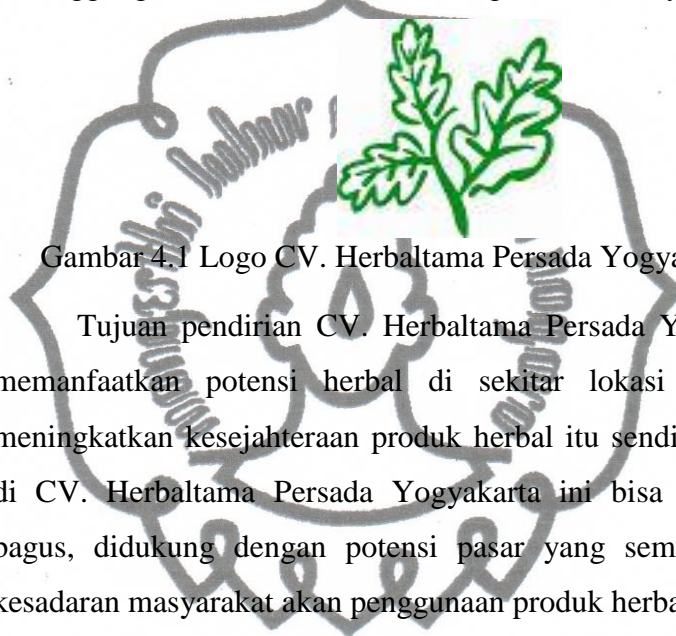 Gambar 4.1 Logo CV. Herbaltama Persada Yogya
Tujuan pendirian CV. Herbaltama Persada Y
memanfaatkan potensi herbal di sekitar lokasi
meningkatkan kesejahteraan produk herbal itu sendi
di CV. Herbaltama Persada Yogyakarta ini bisa
bagus, didukung dengan potensi pasar yang sem
kesadaran masyarakat akan penggunaan produk herba